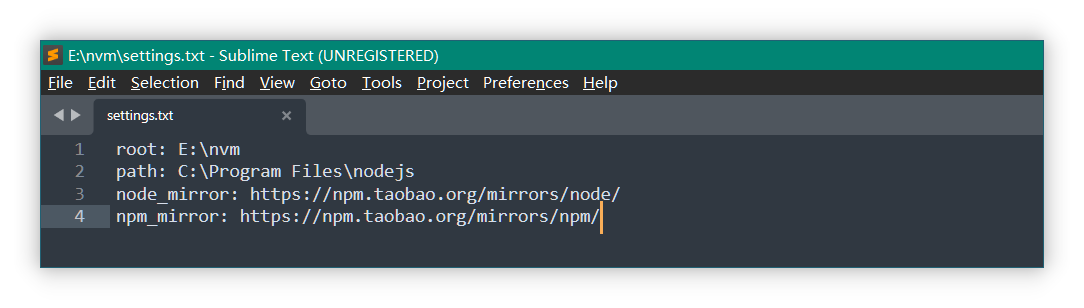 E:\nvm\settings.txt - Sublime Text (UNREGISTERED)
File Edit Selection Find View Goto Tools Project Preferences Help
settings.txt
1 root: E:\nvm
2 path: C:\Program Files\nodejs
3 node_mirror: https://npm.taobao.org/mirrors/node/
4 npm_mirror: https://npm.taobao.org/mirrors/npm/